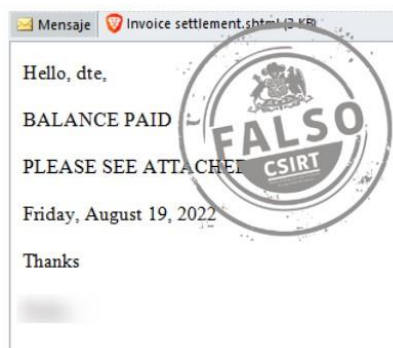 Mensaje Invoice settlement.shtml (3 KB)
Hello, dte,
BALANCE PAID
FALSO
CSIRT
PLEASE SEE ATTACHED
Friday, August 19, 2022
Thanks